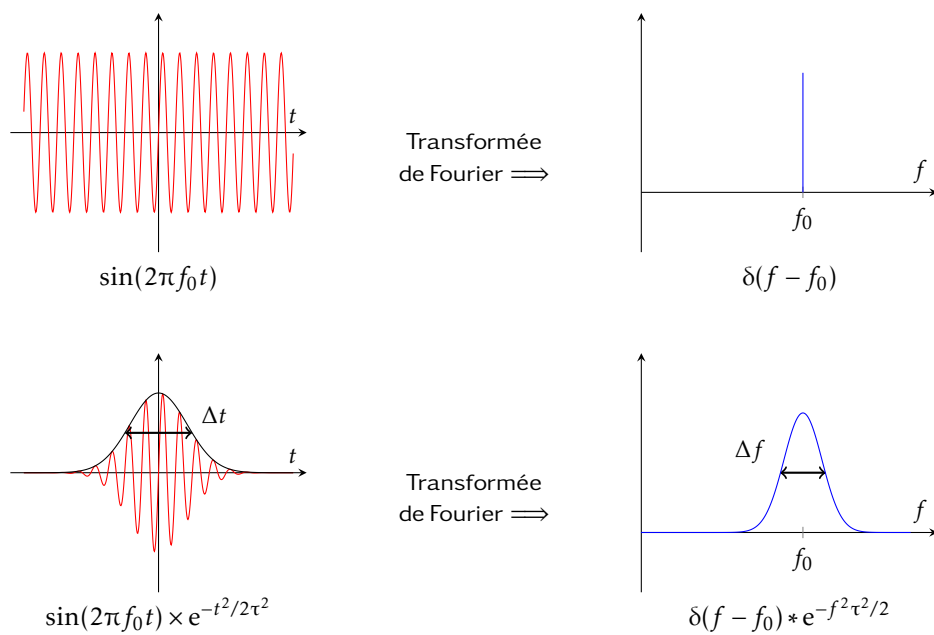 t
Transformée
de Fourier ⟹
f
f₀
sin(2πf₀t)
δ(f − f₀)
Δt
t
Transformée
de Fourier ⟹
Δf
f
f₀
sin(2πf₀t) × e^{−t²/2τ²}
δ(f − f₀) ∗ e^{−f²τ²/2}